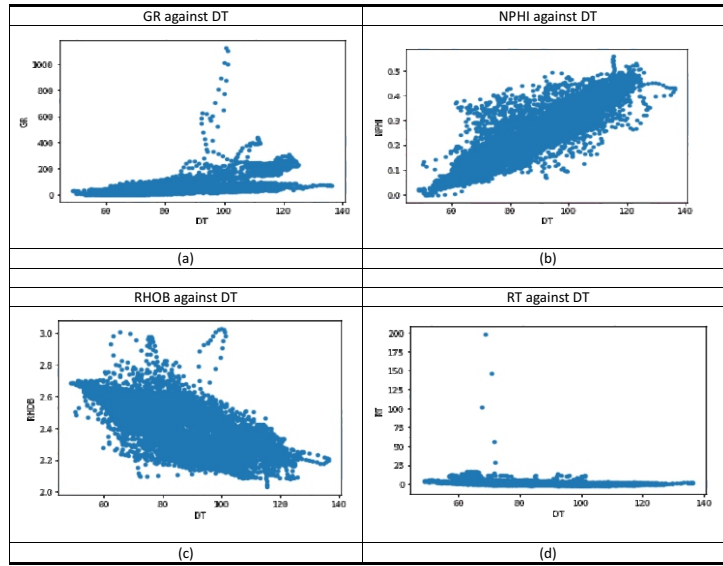 GR against DT
NPHI against DT
1000
800
600
400
200
0
GR
60
80
100
120
140
DT
0.5
0.4
0.3
0.2
0.1
0.0
NPHI
60
80
100
120
140
DT
(a)
(b)
RHOB against DT
RT against DT
3.0
2.8
2.6
2.4
2.2
2.0
RHOB
60
80
100
120
140
DT
200
175
150
125
100
75
50
25
0
RT
60
80
100
120
140
DT
(c)
(d)